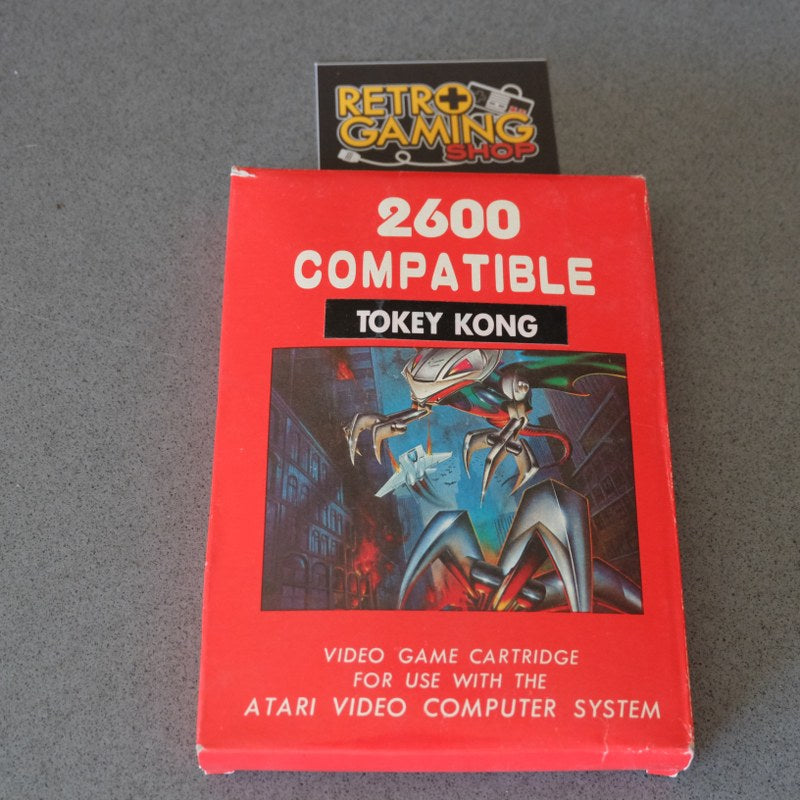 RETRO
GAMING
SHOP
2600
COMPATIBLE
TOKEY KONG
VIDEO GAME CARTRIDGE
FOR USE WITH THE
ATARI VIDEO COMPUTER SYSTEM